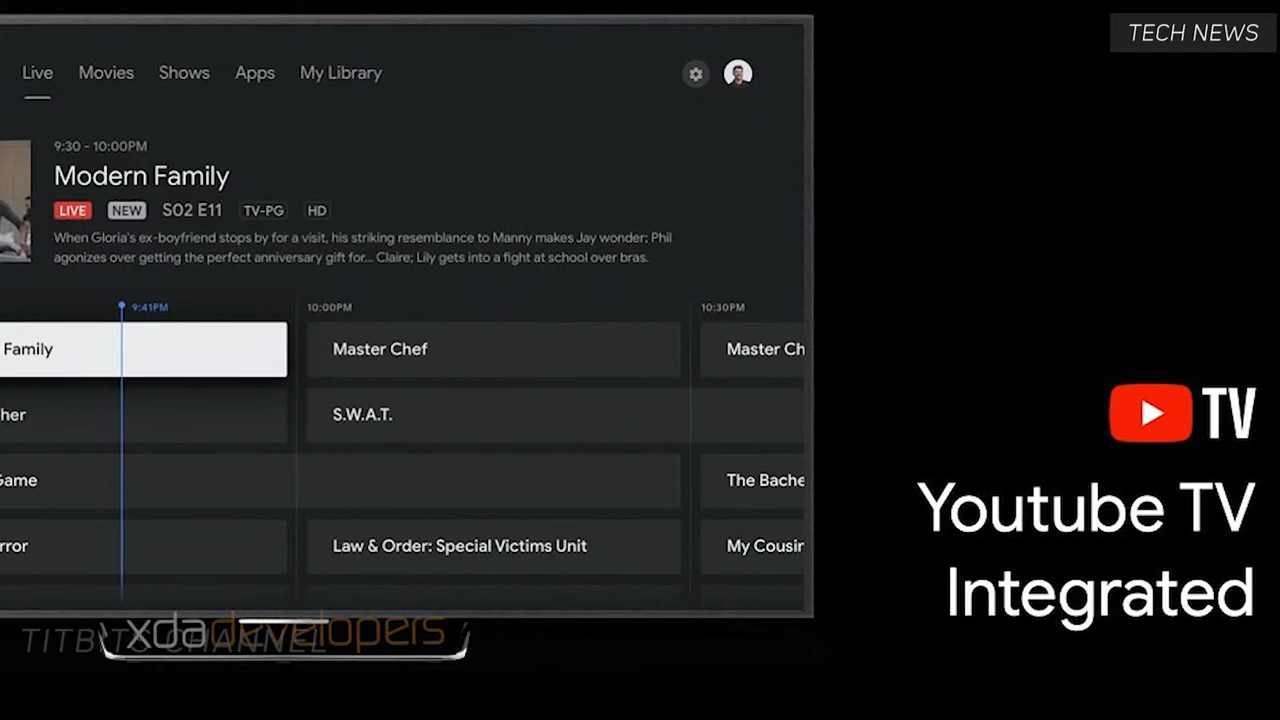 TECH NEWS
Live Movies Shows Apps My Library
9:30 - 10:00PM
Modern Family
LIVE NEW S02 E11 TV-PG HD
When Gloria's ex-boyfriend stops by for a visit, his striking resemblance to Manny makes Jay wonder; Phil
agonizes over getting the perfect anniversary gift for... Claire; Lily gets into a fight at school over bras.
9:41PM 10:00PM 10:30PM
Family Master Chef Master Ch
her S.W.A.T.
Game The Bache
rror Law & Order: Special Victims Unit My Cousin
TV
Youtube TV
Integrated
xdadevelopers
TITBITS CHANNEL